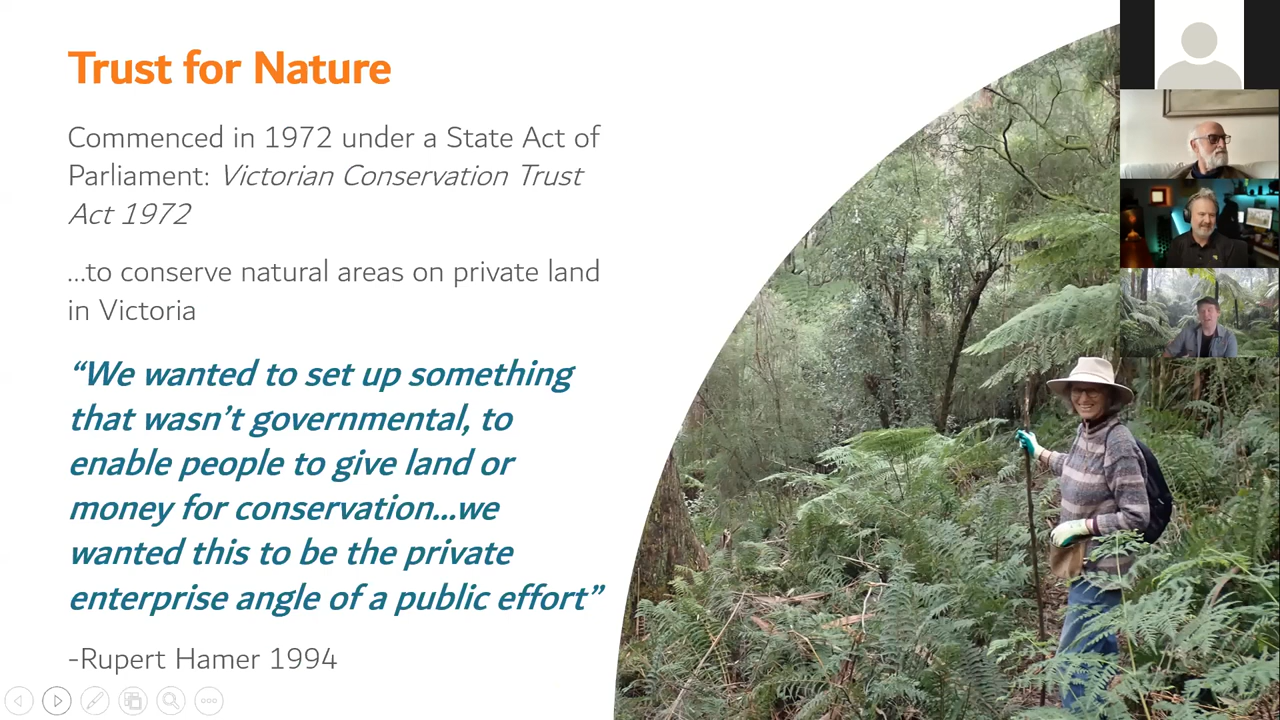 Trust for Nature
Commenced in 1972 under a State Act of
Parliament: Victorian Conservation Trust
Act 1972
...to conserve natural areas on private land
in Victoria
“We wanted to set up something
that wasn’t governmental, to
enable people to give land or
money for conservation...we
wanted this to be the private
enterprise angle of a public effort”
-Rupert Hamer 1994